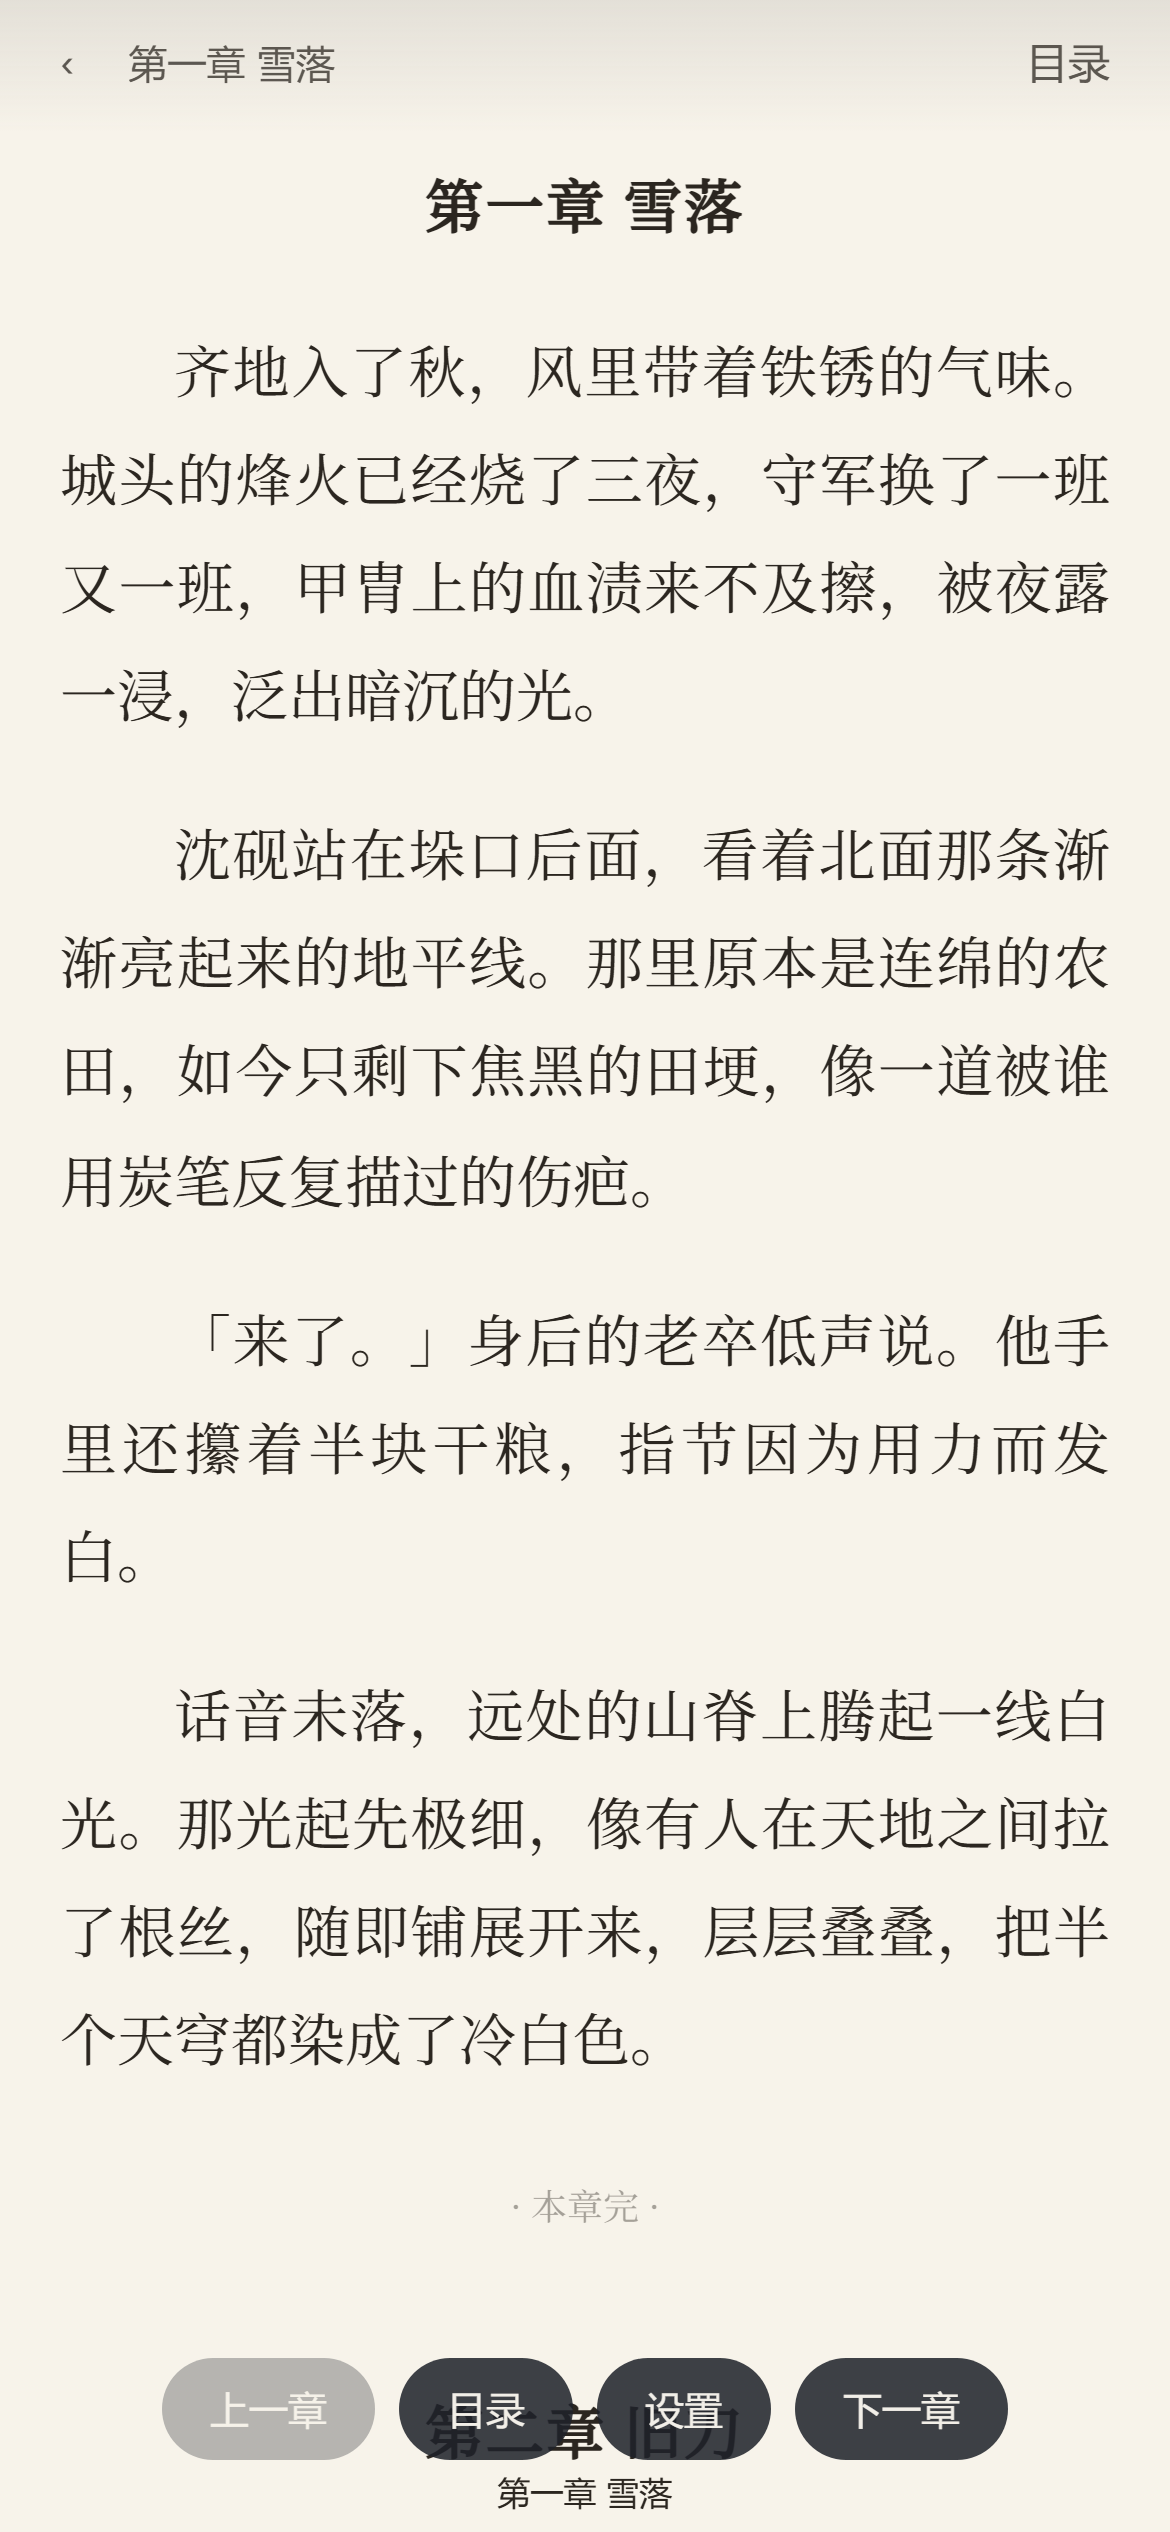 ‹ 第一章 雪落 目录
第一章 雪落
齐地入了秋，风里带着铁锈的气味。
城头的烽火已经烧了三夜，守军换了一班
又一班，甲胄上的血渍来不及擦，被夜露
一浸，泛出暗沉的光。
沈砚站在垛口后面，看着北面那条渐
渐亮起来的地平线。那里原本是连绵的农
田，如今只剩下焦黑的田埂，像一道被谁
用炭笔反复描过的伤疤。
「来了。」身后的老卒低声说。他手
里还攥着半块干粮，指节因为用力而发
白。
话音未落，远处的山脊上腾起一线白
光。那光起先极细，像有人在天地之间拉
了根丝，随即铺展开来，层层叠叠，把半
个天穹都染成了冷白色。
· 本章完 ·
上一章 目录 设置 下一章
第二章 旧刀
第一章 雪落